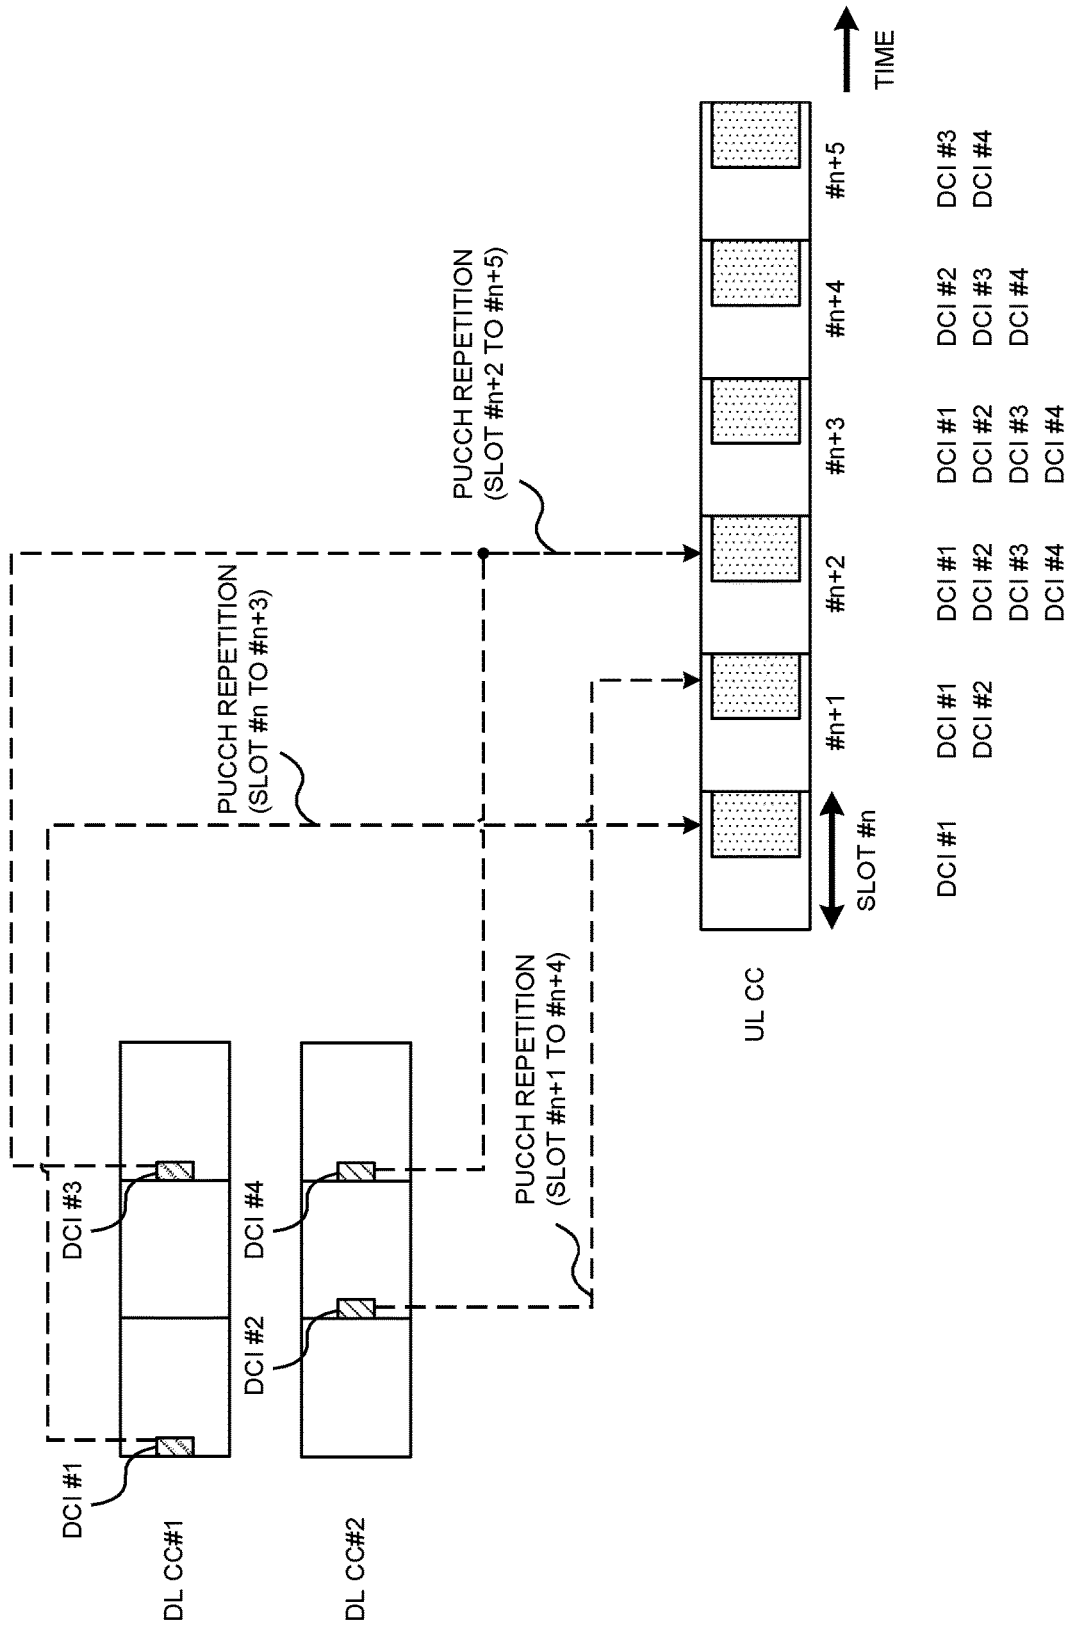 DCI #1
DCI #3
DL CC#1
DCI #2
DCI #4
DL CC#2
PUCCH REPETITION
(SLOT #n TO #n+3)
PUCCH REPETITION
(SLOT #n+2 TO #n+5)
PUCCH REPETITION
(SLOT #n+1 TO #n+4)
UL CC
SLOT #n
#n+1
#n+2
#n+3
#n+4
#n+5
TIME
DCI #1
DCI #1
DCI #2
DCI #1
DCI #2
DCI #3
DCI #4
DCI #1
DCI #2
DCI #3
DCI #4
DCI #2
DCI #3
DCI #4
DCI #3
DCI #4